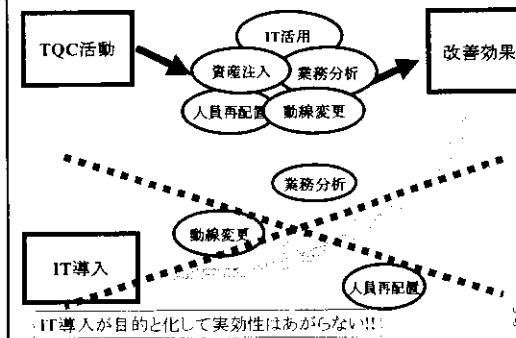 TQC活動
IT活用
資産注入
業務分析
人員再配置
動線変更
改善効果
業務分析
動線変更
IT導入
人員再配置
IT導入が目的と化して実効性はあがらない!!